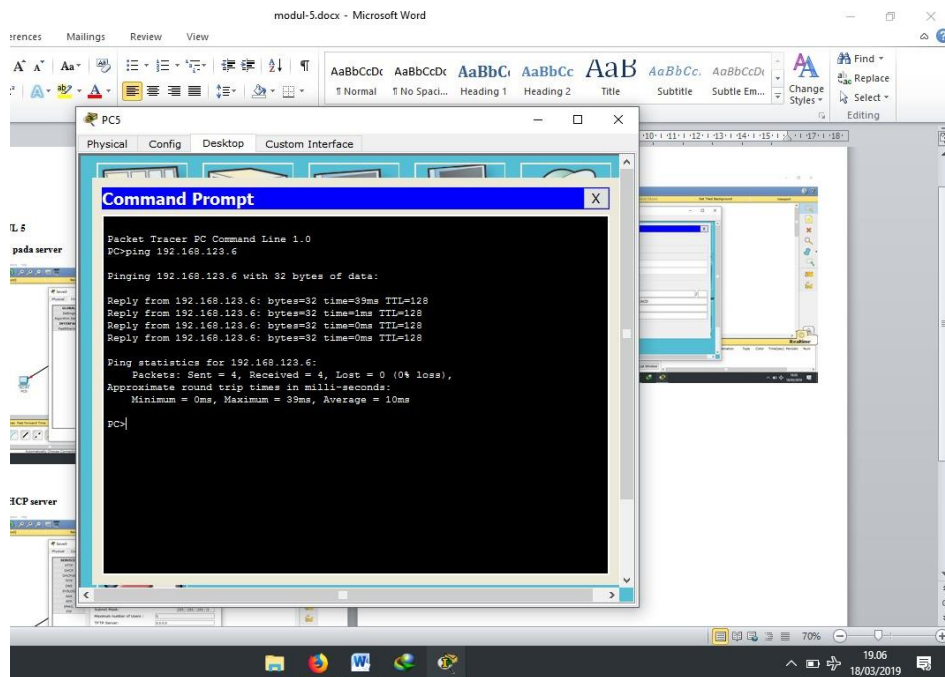 modul-5.docx - Microsoft Word
erences Mailings Review View
AaBbCcDc AaBbCcDc AaBbC AaBbCc AaB AaBbCc. AaBbCcDc
¶ Normal ¶ No Spaci... Heading 1 Heading 2 Title Subtitle Subtle Em...
Change Styles
Find
Replace
Select
Editing
PC5
Physical Config Desktop Custom Interface
Command Prompt X
Packet Tracer PC Command Line 1.0
PC>ping 192.168.123.6
Pinging 192.168.123.6 with 32 bytes of data:
Reply from 192.168.123.6: bytes=32 time=39ms TTL=128
Reply from 192.168.123.6: bytes=32 time=1ms TTL=128
Reply from 192.168.123.6: bytes=32 time=0ms TTL=128
Reply from 192.168.123.6: bytes=32 time=0ms TTL=128
Ping statistics for 192.168.123.6:
Packets: Sent = 4, Received = 4, Lost = 0 (0% loss),
Approximate round trip times in milli-seconds:
Minimum = 0ms, Maximum = 39ms, Average = 10ms
PC>
UL 5
pada server
HCP server
70%
19.06
18/03/2019